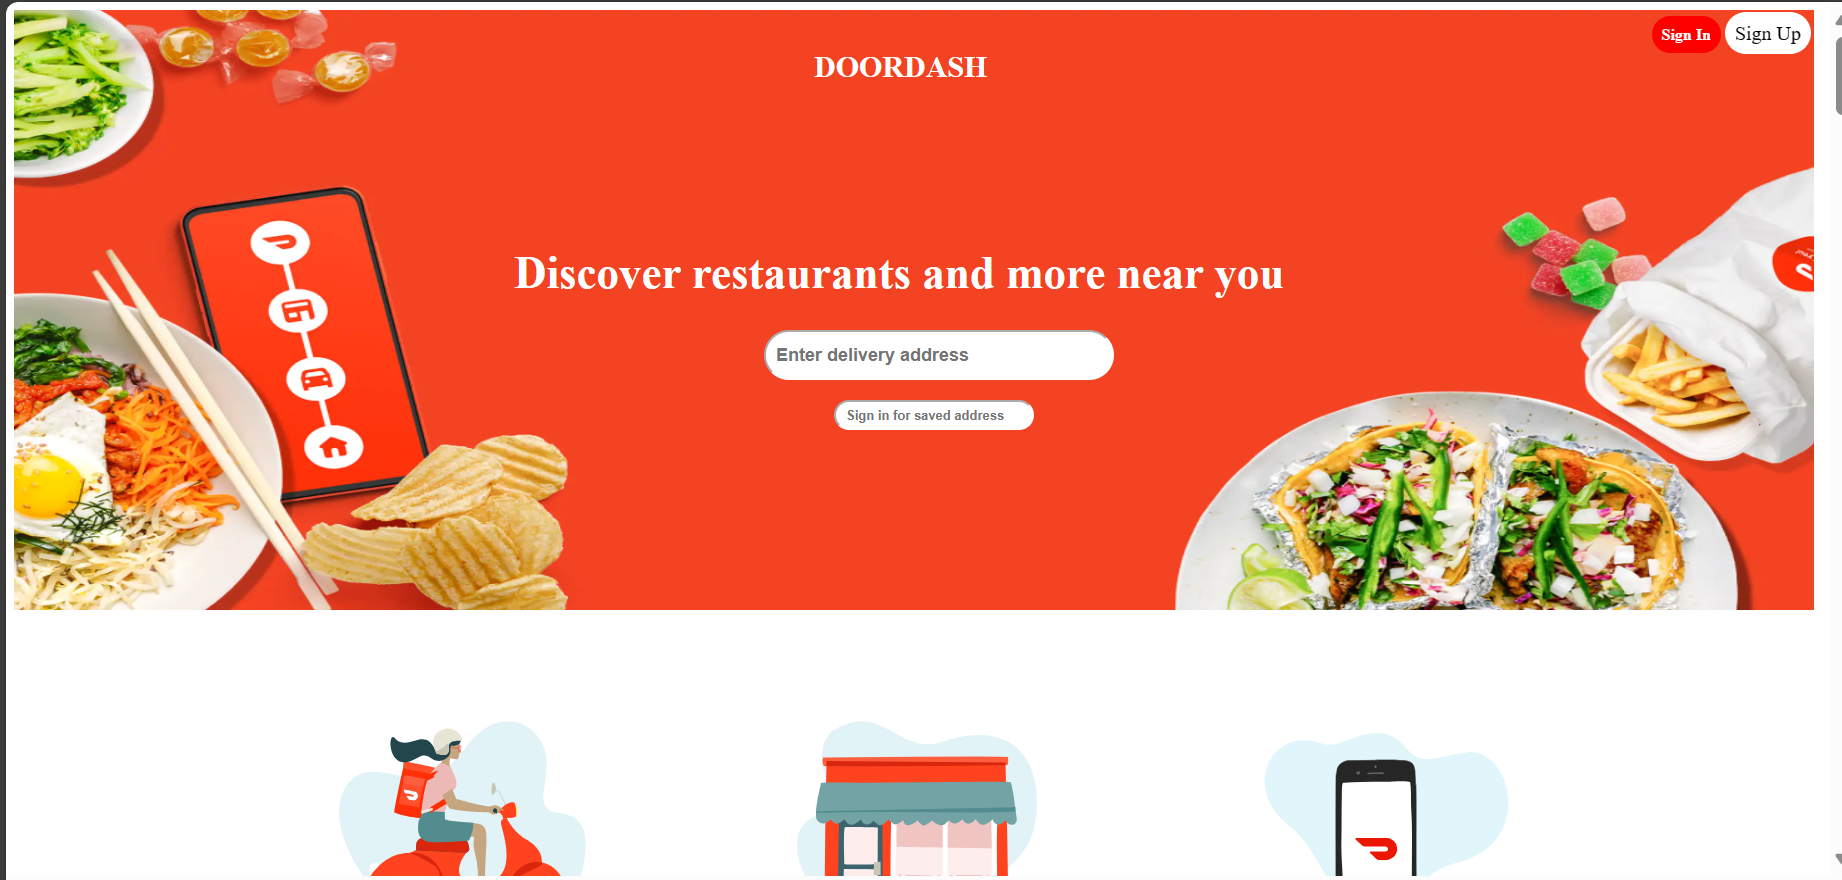 Sign In
Sign Up
DOORDASH
Discover restaurants and more near you
Enter delivery address
Sign in for saved address